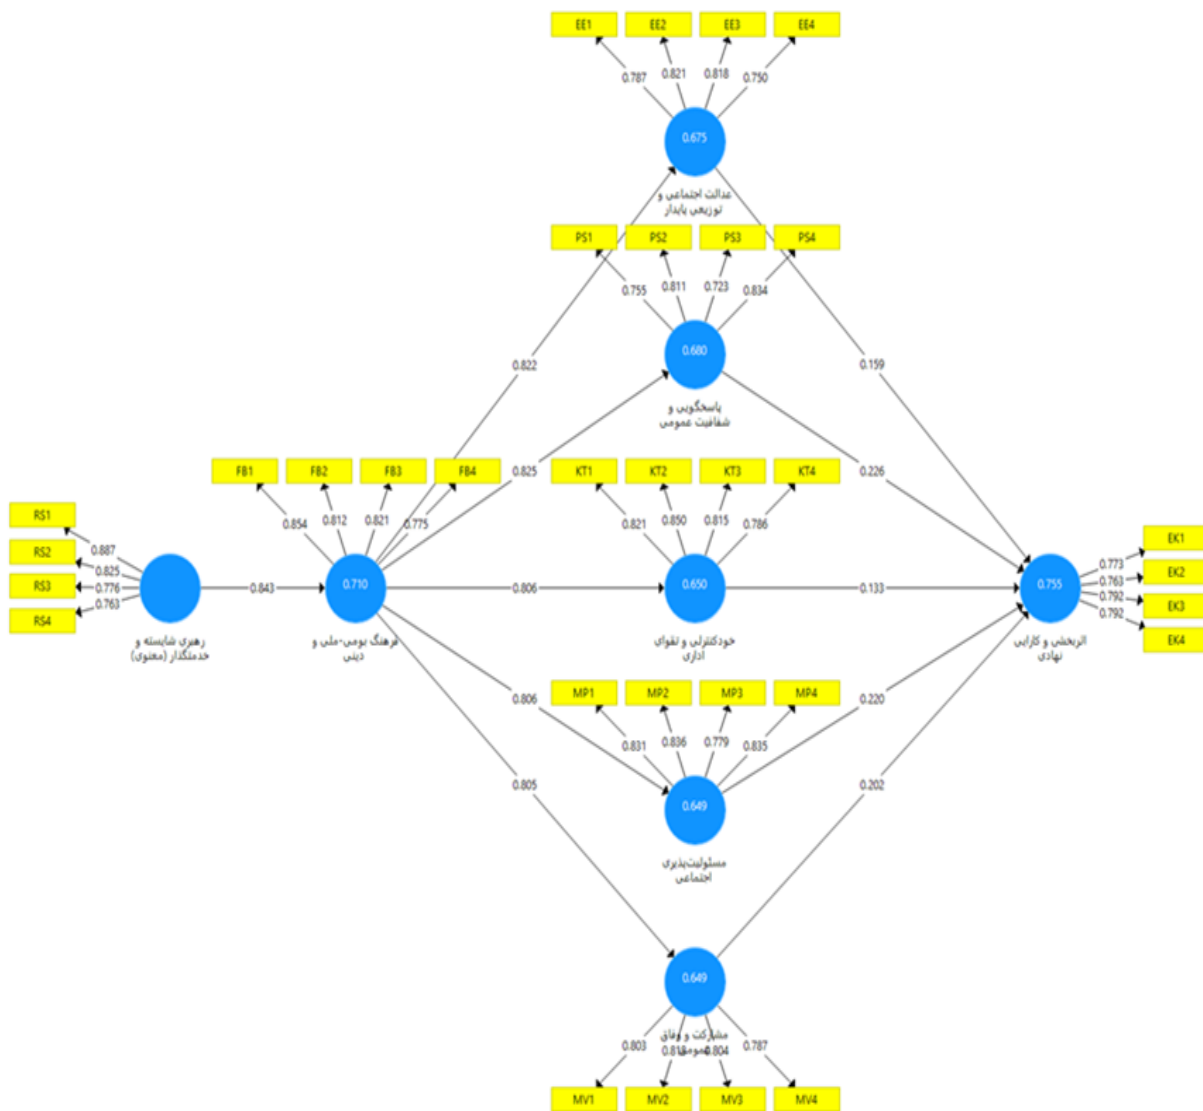 EE1 EE2 EE3 EE4
0.787 0.821 0.818 0.750
0.675
عدالت اجتماعی و
توزیعی پایدار
PS1 PS2 PS3 PS4
0.755 0.811 0.723 0.834
0.680
0.822 0.159
پاسخگویی و
شفافیت عمومی
FB1 FB2 FB3 FB4
0.825
KT1 KT2 KT3 KT4
0.226
0.854 0.812 0.821 0.775
0.821 0.850 0.815 0.786
RS1
RS2
RS3
RS4
0.887
0.825
0.776
0.763
0.843
0.710
0.806
0.650
0.133
0.755
EK1
EK2
EK3
EK4
0.773
0.763
0.792
0.792
رهبری شایسته و
خدمتگذار (معنوی)
فرهنگ بومی-ملی و
دینی
خودکنترلی و تقوای
اداری
اثربخشی و کارایی
نهادی
0.806
MP1 MP2 MP3 MP4
0.220
0.831 0.836 0.779 0.835
0.805 0.202
0.649
مسئولیت‌پذیری
اجتماعی
0.649
مشارکت و وفاق
عمومی
0.803 0.804 0.787
MV1 MV2 MV3 MV4